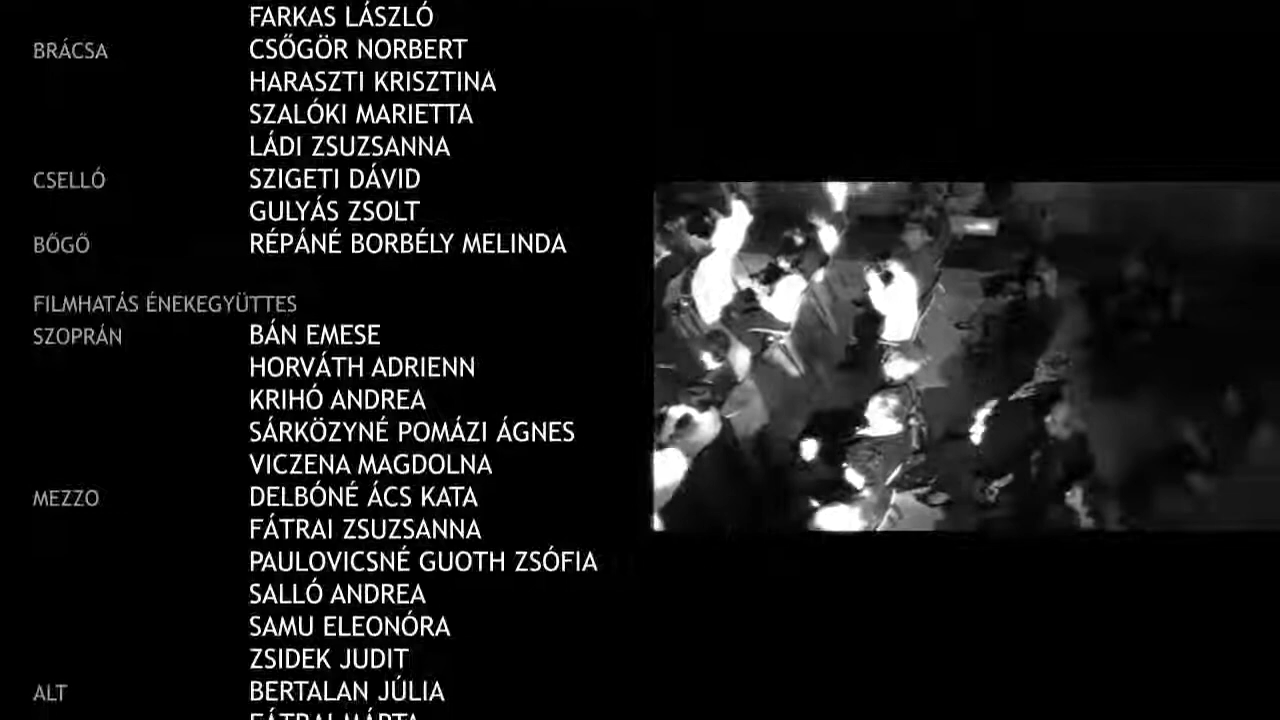 FARKAS LÁSZLÓ
BRÁCSA CSŐGÖR NORBERT
HARASZTI KRISZTINA
SZALÓKI MARIETTA
LÁDI ZSUZSANNA
CSELLÓ SZIGETI DÁVID
GULYÁS ZSOLT
BŐGŐ RÉPÁNÉ BORBÉLY MELINDA
FILMHATÁS ÉNEKEGYÜTTES
SZOPRÁN BÁN EMESE
HORVÁTH ADRIENN
KRIHÓ ANDREA
SÁRKÖZYNÉ POMÁZI ÁGNES
VICZENA MAGDOLNA
MEZZO DELBÓNÉ ÁCS KATA
FÁTRAI ZSUZSANNA
PAULOVICSNÉ GUOTH ZSÓFIA
SALLÓ ANDREA
SAMU ELEONÓRA
ZSIDEK JUDIT
ALT BERTALAN JÚLIA
FÁTRAI MÁRTA